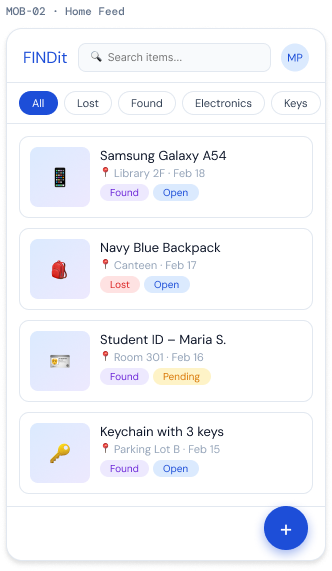 MOB-02 · Home Feed
FINDit
Search items...
MP
All
Lost
Found
Electronics
Keys
Samsung Galaxy A54
Library 2F · Feb 18
Found
Open
Navy Blue Backpack
Canteen · Feb 17
Lost
Open
Student ID – Maria S.
Room 301 · Feb 16
Found
Pending
Keychain with 3 keys
Parking Lot B · Feb 15
Found
Open
+